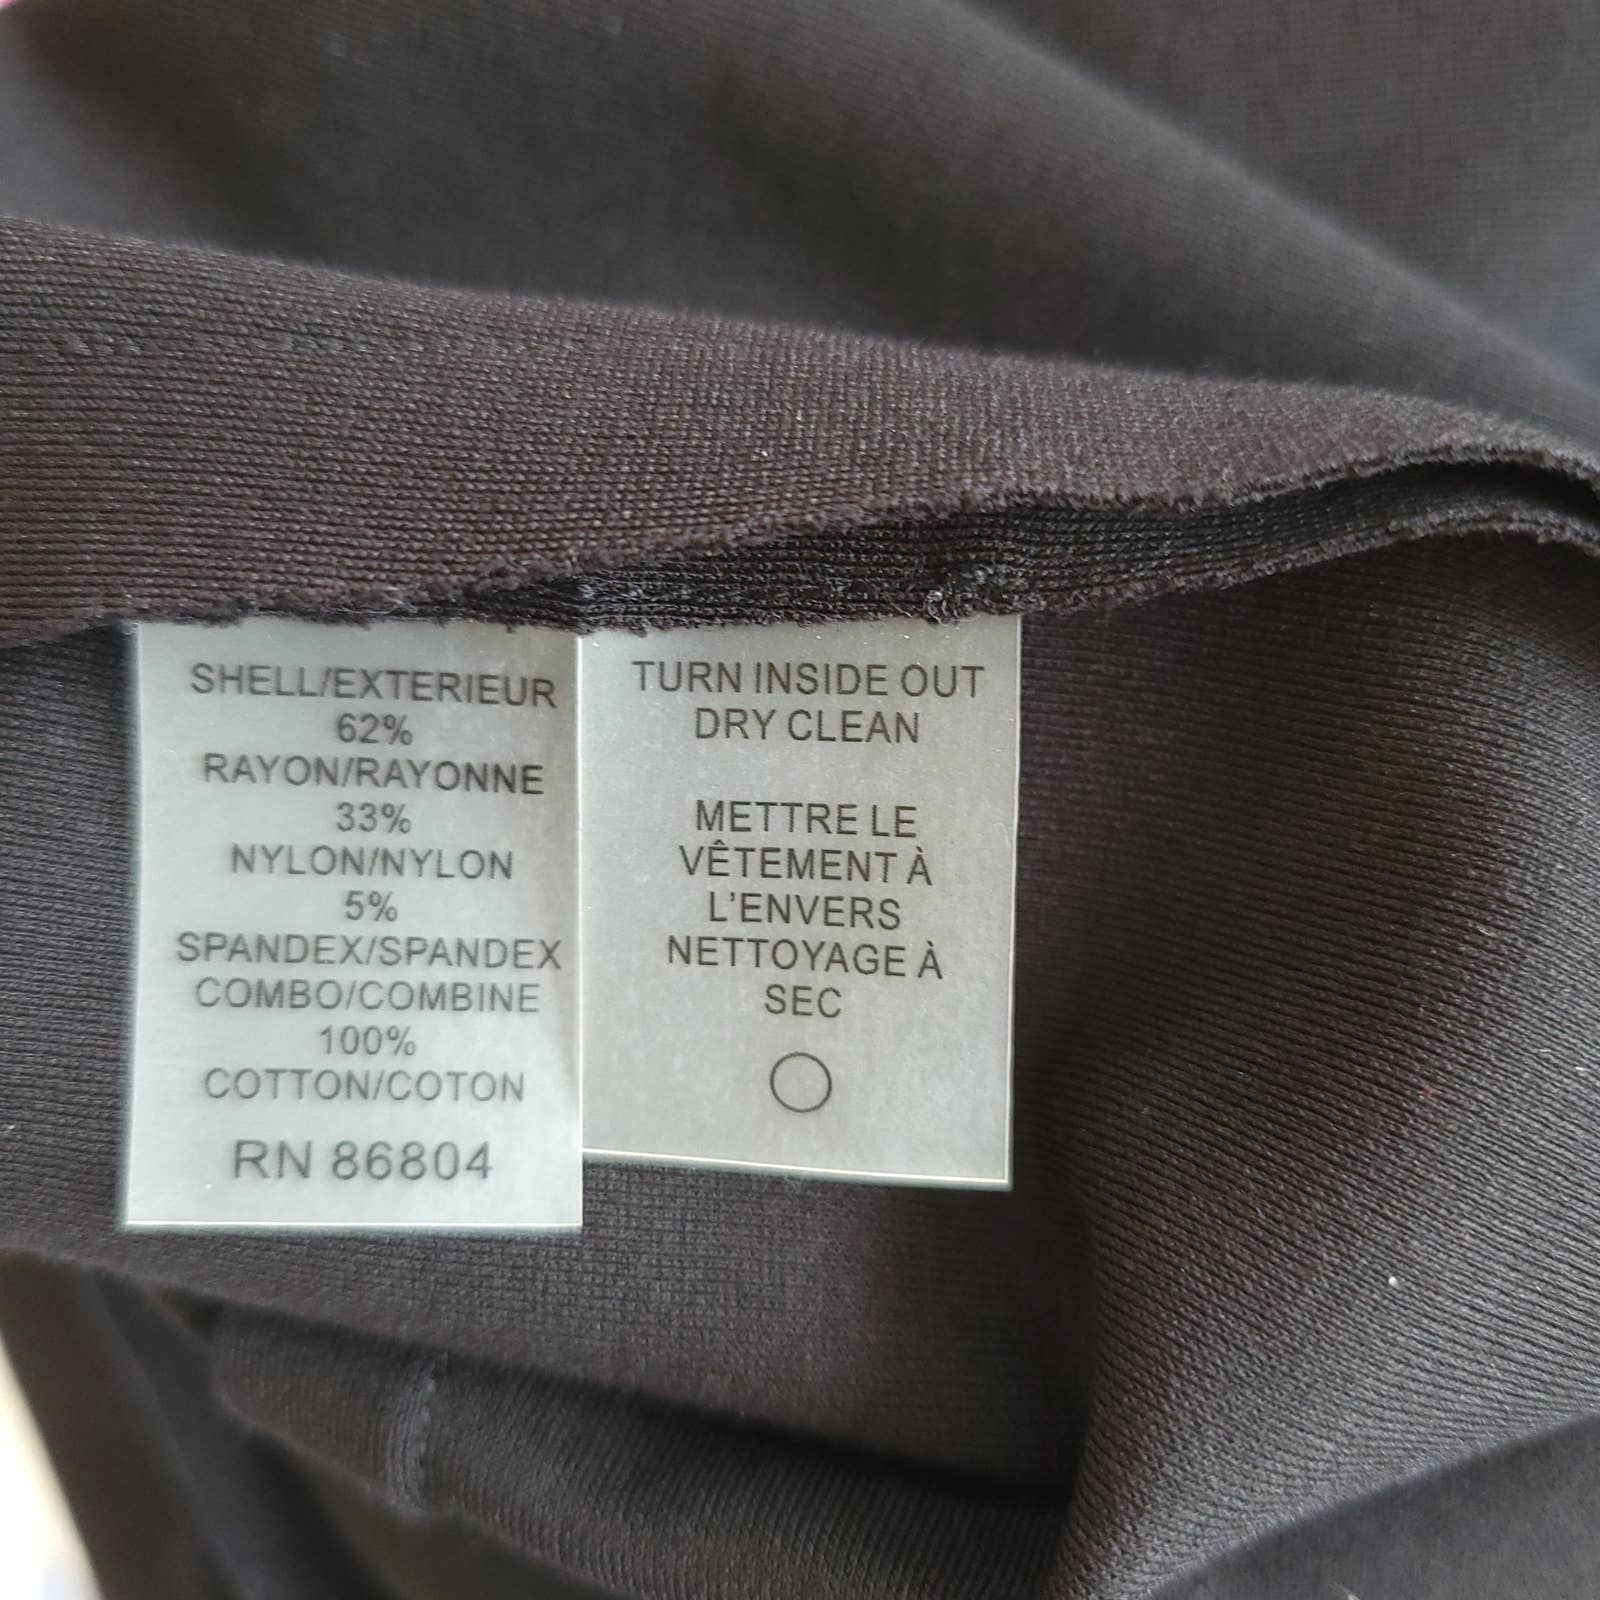 SHELL/EXTERIEUR
62%
RAYON/RAYONNE
33%
NYLON/NYLON
5%
SPANDEX/SPANDEX
COMBO/COMBINE
100%
COTTON/COTON
RN 86804
TURN INSIDE OUT
DRY CLEAN
METTRE LE
VÊTEMENT À
L'ENVERS
NETTOYAGE À
SEC